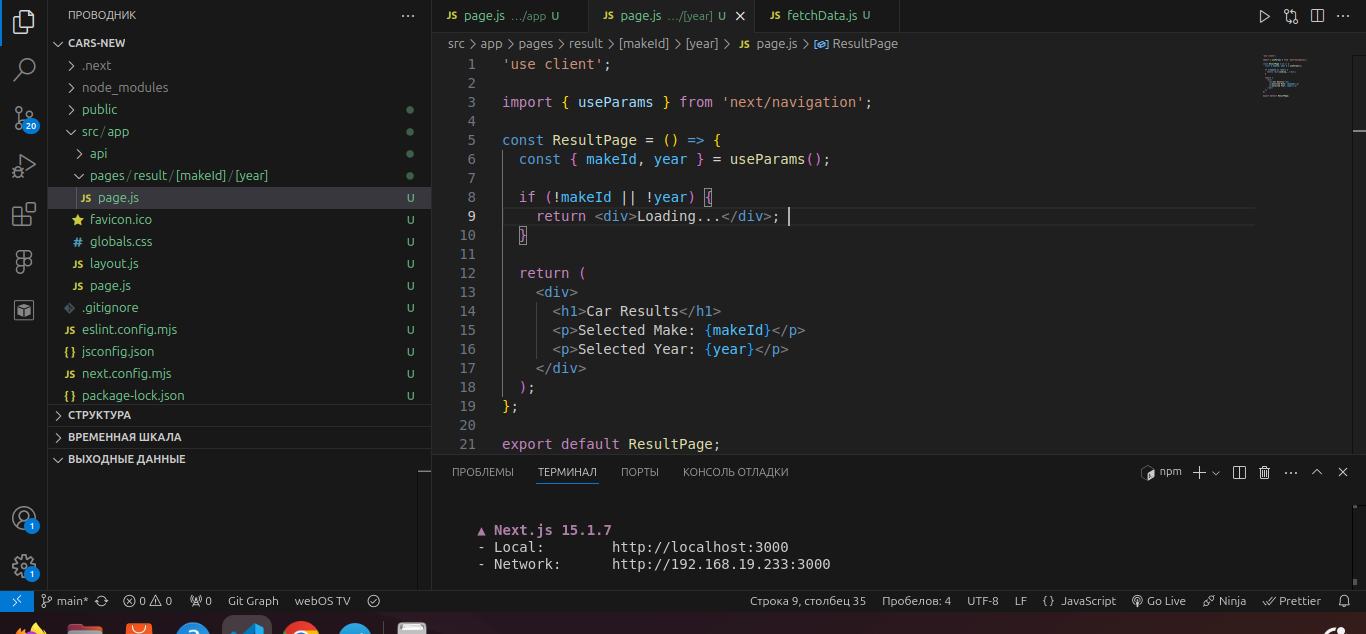 ПРОВОДНИК
CARS-NEW
.next
node_modules
public
src/app
api
pages/result/[makeId]/[year]
JS page.js U
favicon.ico U
# globals.css U
JS layout.js U
JS page.js U
.gitignore U
JS eslint.config.mjs U
{} jsconfig.json U
JS next.config.mjs U
{} package-lock.json U
СТРУКТУРА
ВРЕМЕННАЯ ШКАЛА
ВЫХОДНЫЕ ДАННЫЕ
20
1
1
JS page.js .../app U
JS page.js .../[year] U
JS fetchData.js U
src > app > pages > result > [makeId] > [year] > JS page.js > ResultPage
1 'use client';
2
3 import { useParams } from 'next/navigation';
4
5 const ResultPage = () => {
6 const { makeId, year } = useParams();
7
8 if (!makeId || !year) {
9 return <div>Loading...</div>;
10 }
11
12 return (
13 <div>
14 <h1>Car Results</h1>
15 <p>Selected Make: {makeId}</p>
16 <p>Selected Year: {year}</p>
17 </div>
18 );
19 };
20
21 export default ResultPage;
ПРОБЛЕМЫ ТЕРМИНАЛ ПОРТЫ КОНСОЛЬ ОТЛАДКИ
npm
▲ Next.js 15.1.7
- Local: http://localhost:3000
- Network: http://192.168.19.233:3000
main* 0 0 0 Git Graph webOS TV
Строка 9, столбец 35 Пробелов: 4 UTF-8 LF {} JavaScript Go Live Ninja Prettier